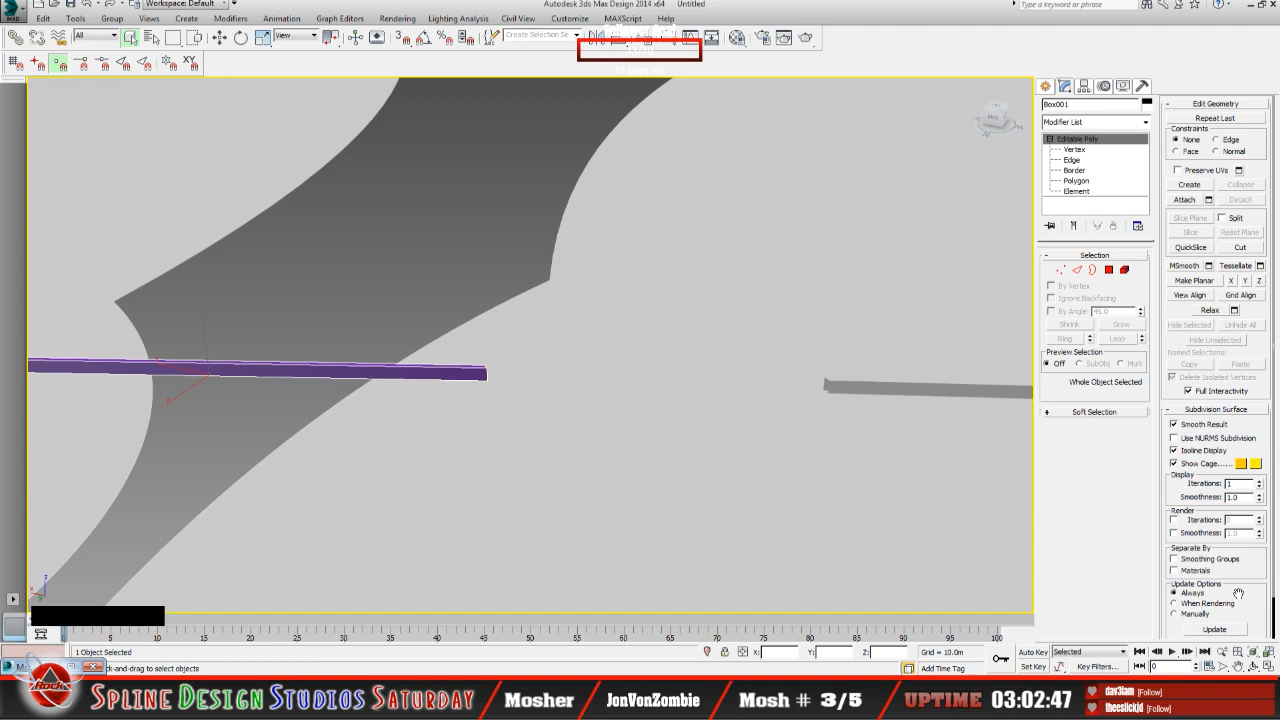 Workspace: Default
Autodesk 3ds Max Design 2014 x64 Untitled
Type a keyword or phrase
MXD Edit Tools Group Views Create Modifiers Animation Graph Editors Rendering Lighting Analysis Civil View Customize MAXScript Help
All View 3 Create Selection Se
XY
BACK
Box001
Modifier List
Editable Poly
Vertex
Edge
Border
Polygon
Element
Selection
By Vertex
Ignore Backfacing
By Angle: 45.0
Shrink Grow
Ring Loop
Preview Selection
Off SubObj Multi
Whole Object Selected
Soft Selection
Edit Geometry
Repeat Last
Constraints
None Edge
Face Normal
Preserve UVs
Create Collapse
Attach Detach
Slice Plane Split
Slice Reset Plane
QuickSlice Cut
MSmooth Tessellate
Make Planar X Y Z
View Align Grid Align
Relax
Hide Selected Unhide All
Hide Unselected
Named Selections:
Copy Paste
Delete Isolated Vertices
Full Interactivity
Subdivision Surface
Smooth Result
Use NURMS Subdivision
Isoline Display
Show Cage......
Display
Iterations: 1
Smoothness: 1.0
Render
Iterations: 0
Smoothness: 1.0
Separate By
Smoothing Groups
Materials
Update Options
Always
When Rendering
Manually
Update
z
x
5 10 15 20 25 30 35 40 45 50 55 60 65 70 75 80 85 90 95 100
1 Object Selected X: Y: Z: Grid = 10.0m Auto Key Selected
ck-and-drag to select objects Add Time Tag Set Key Key Filters... 0
Rock SPLINE DESIGN STUDIOS SATURDAY Mosher JonVonZombie Mosh # 3/5 UPTIME 03:02:47
dav3lam [Follow]
theeslickjd [Follow]